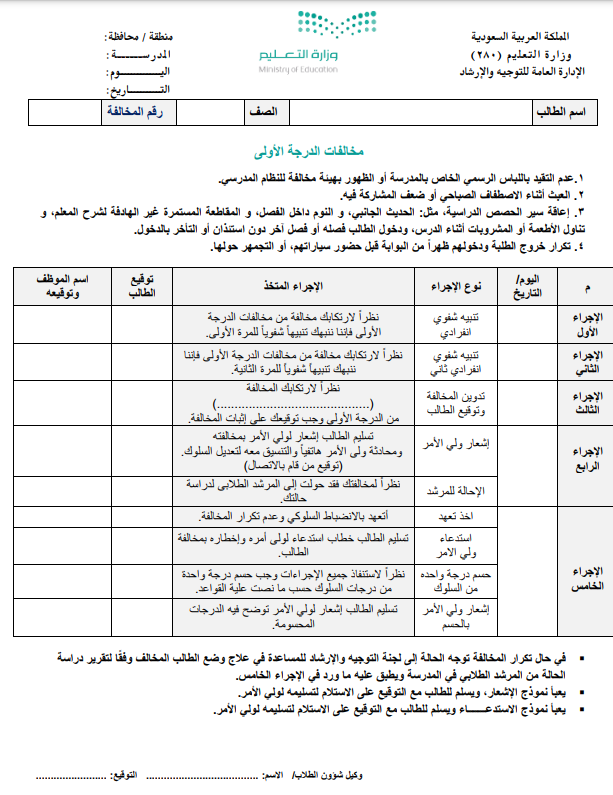 المملكة العربية السعودية
وزارة التعليم (٢٨٠)
الإدارة العامة للتوجيه والإرشاد
وزارة التعـليم
Ministry of Education
منطقة / محافظة:
المدرســــــــة:
اليــــــــــوم:
التـــــــاريخ:
اسم الطالب
الصف
رقم المخالفة
مخالفات الدرجة الأولى
١.عدم التقيد باللباس الرسمي الخاص بالمدرسة أو الظهور بهيئة مخالفة للنظام المدرسي.
٢. العبث أثناء الاصطفاف الصباحي أو ضعف المشاركة فيه.
٣. إعاقة سير الحصص الدراسية، مثل: الحديث الجانبي، و النوم داخل الفصل، و المقاطعة المستمرة غير الهادفة لشرح المعلم، و
تناول الأطعمة أو المشروبات أثناء الدرس، ودخول الطالب فصله أو فصل آخر دون استئذان أو التأخر بالدخول.
٤. تكرار خروج الطلبة ودخولهم ظهراً من البوابة قبل حضور سياراتهم، أو التجمهر حولها.
م
اليوم/
التاريخ
نوع الإجراء
الإجراء المتخذ
توقيع
الطالب
اسم الموظف
وتوقيعه
الإجراء
الأول
تنبيه شفوي
انفرادي
نظراً لارتكابك مخالفة من مخالفات الدرجة
الأولى فإننا ننبهك تنبيهاً شفوياً للمرة الأولى.
الإجراء
الثاني
تنبيه شفوي
انفرادي ثاني
نظراً لارتكابك مخالفة من مخالفات الدرجة الأولى فإننا
ننبهك تنبيهاً شفوياً للمرة الثانية.
الإجراء
الثالث
تدوين المخالفة
وتوقيع الطالب
نظراً لارتكابك المخالفة
(..........................................)
من الدرجة الأولى وجب توقيعك على إثبات المخالفة.
الإجراء
الرابع
إشعار ولي الأمر
تسليم الطالب إشعار لولي الأمر بمخالفته
ومحادثة ولى الأمر هاتفياً والتنسيق معه لتعديل السلوك.
(توقيع من قام بالاتصال)
الإحالة للمرشد
نظراً لمخالفتك فقد حولت إلى المرشد الطلابي لدراسة
حالتك.
الإجراء
الخامس
اخذ تعهد
أتعهد بالانضباط السلوكي وعدم تكرار المخالفة.
استدعاء
ولي الامر
تسليم الطالب خطاب استدعاء لولى أمره وإخطاره بمخالفة
الطالب.
حسم درجة واحده
من السلوك
نظراً لاستنفاذ جميع الإجراءات وجب حسم درجة واحدة
من درجات السلوك حسب ما نصت علية القواعد.
إشعار ولي الأمر
بالحسم
تسليم الطالب إشعار لولي الأمر توضح فيه الدرجات
المحسومة.
▪ في حال تكرار المخالفة توجه الحالة إلى لجنة التوجيه والإرشاد للمساعدة في علاج وضع الطالب المخالف وفقًا لتقرير دراسة
الحالة من المرشد الطلابي في المدرسة ويطبق عليه ما ورد في الإجراء الخامس.
▪ يعبأ نموذج الإشعار، ويسلم للطالب مع التوقيع على الاستلام لتسليمه لولي الأمر.
▪ يعبأ نموذج الاستدعـــــاء ويسلم للطالب مع التوقيع على الاستلام لتسليمه لولي الأمر.
وكيل شؤون الطلاب/ الاسم: ...................................... التوقيع: ........................